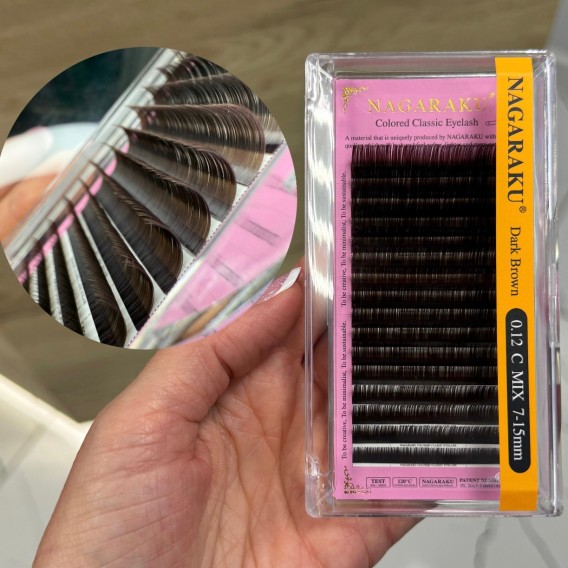 NAGARAKU
Colored Classic Eyelash
A material that is uniquely produced by NAGARAKU with
To be creative, To be minimalist, To be sustainable.
To be creative, To be minimalist, To be sustainable.
TEST
120°C
NAGARAKU
NAGARAKU®
Dark Brown
0.12 C MIX 7-15mm